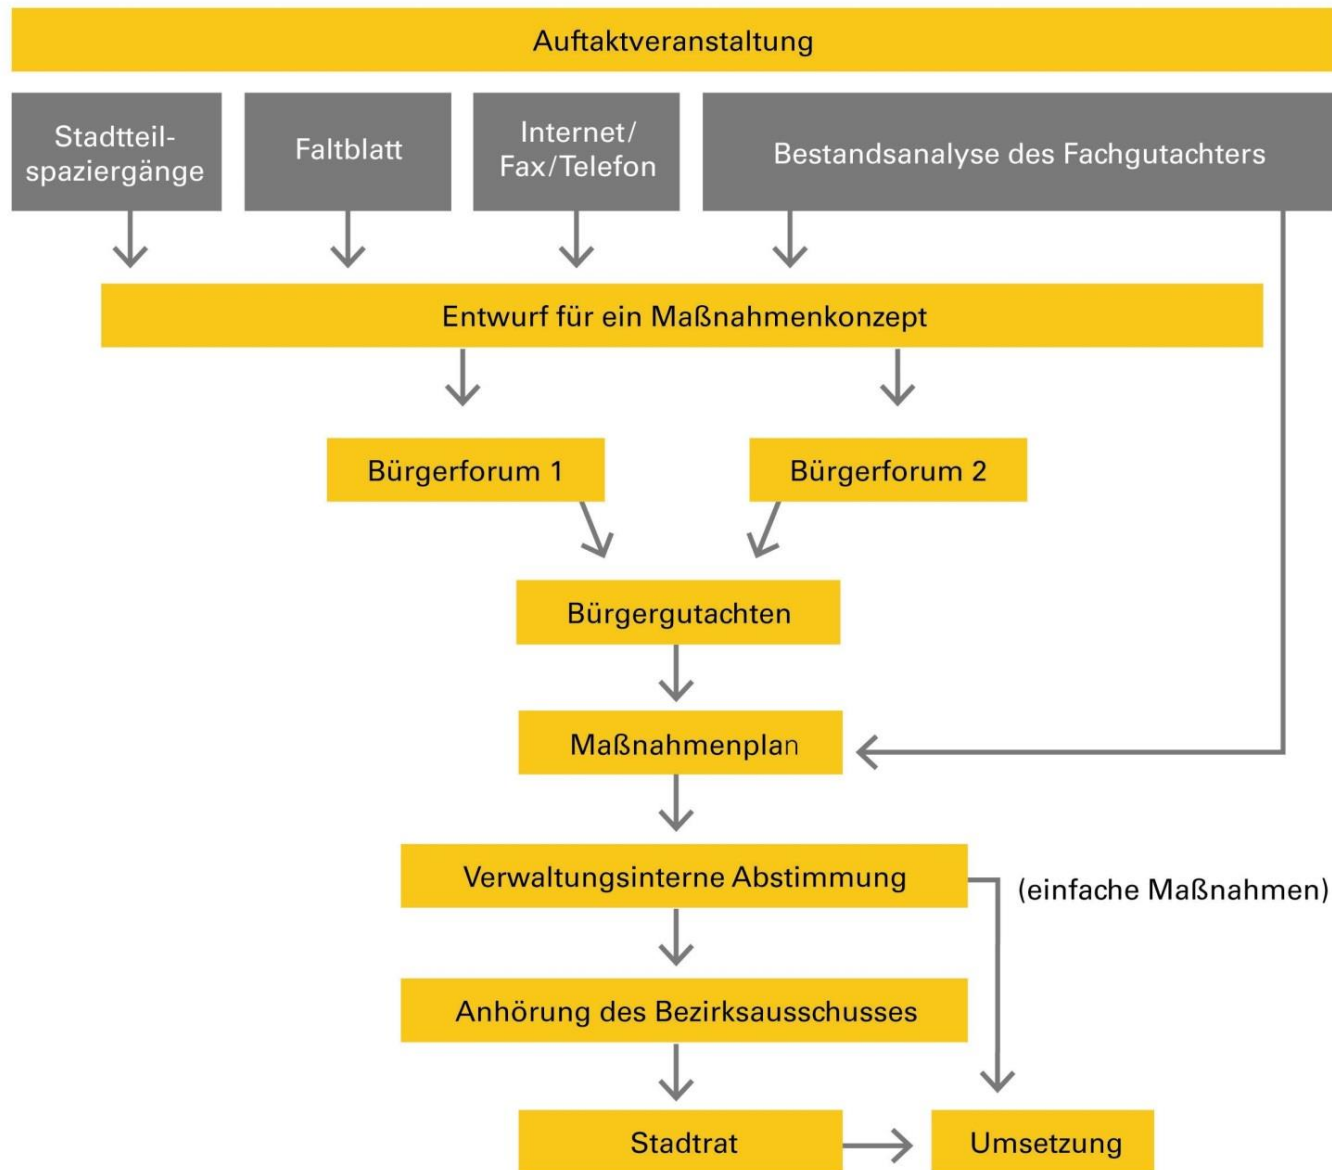 Auftaktveranstaltung
Stadtteil-
spaziergänge
Faltblatt
Internet/
Fax/Telefon
Bestandsanalyse des Fachgutachters
Entwurf für ein Maßnahmenkonzept
Bürgerforum 1
Bürgerforum 2
Bürgergutachten
Maßnahmenplan
Verwaltungsinterne Abstimmung
(einfache Maßnahmen)
Anhörung des Bezirksausschusses
Stadtrat
Umsetzung